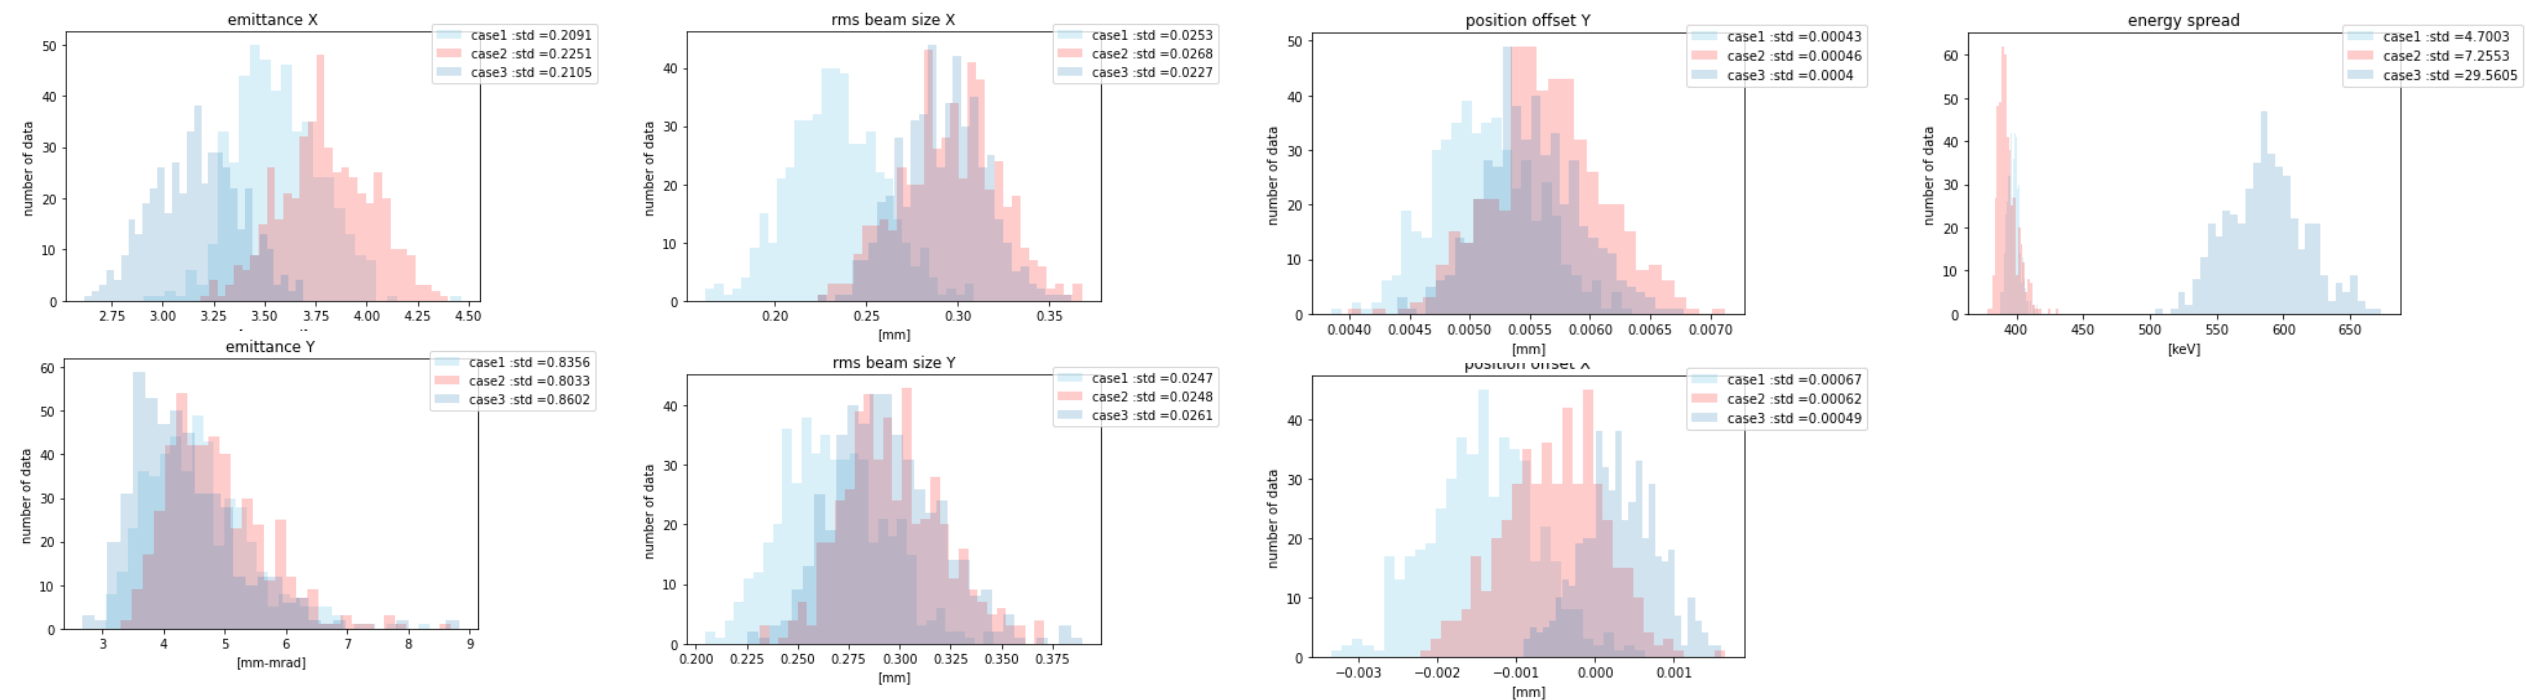 emittance X
case1 :std =0.2091
case2 :std =0.2251
case3 :std =0.2105
number of data
50
40
30
20
10
0
2.75 3.00 3.25 3.50 3.75 4.00 4.25 4.50
rms beam size X
case1 :std =0.0253
case2 :std =0.0268
case3 :std =0.0227
number of data
40
30
20
10
0
0.20 0.25 0.30 0.35
[mm]
position offset Y
case1 :std =0.00043
case2 :std =0.00046
case3 :std =0.0004
number of data
50
40
30
20
10
0
0.0040 0.0045 0.0050 0.0055 0.0060 0.0065 0.0070
[mm]
energy spread
case1 :std =4.7003
case2 :std =7.2553
case3 :std =29.5605
number of data
60
50
40
30
20
10
0
400 450 500 550 600 650
[keV]
emittance Y
case1 :std =0.8356
case2 :std =0.8033
case3 :std =0.8602
number of data
60
50
40
30
20
10
0
3 4 5 6 7 8 9
[mm-mrad]
rms beam size Y
case1 :std =0.0247
case2 :std =0.0248
case3 :std =0.0261
number of data
40
30
20
10
0
0.200 0.225 0.250 0.275 0.300 0.325 0.350 0.375
[mm]
position offset X
case1 :std =0.00067
case2 :std =0.00062
case3 :std =0.00049
number of data
40
30
20
10
0
−0.003 −0.002 −0.001 0.000 0.001
[mm]